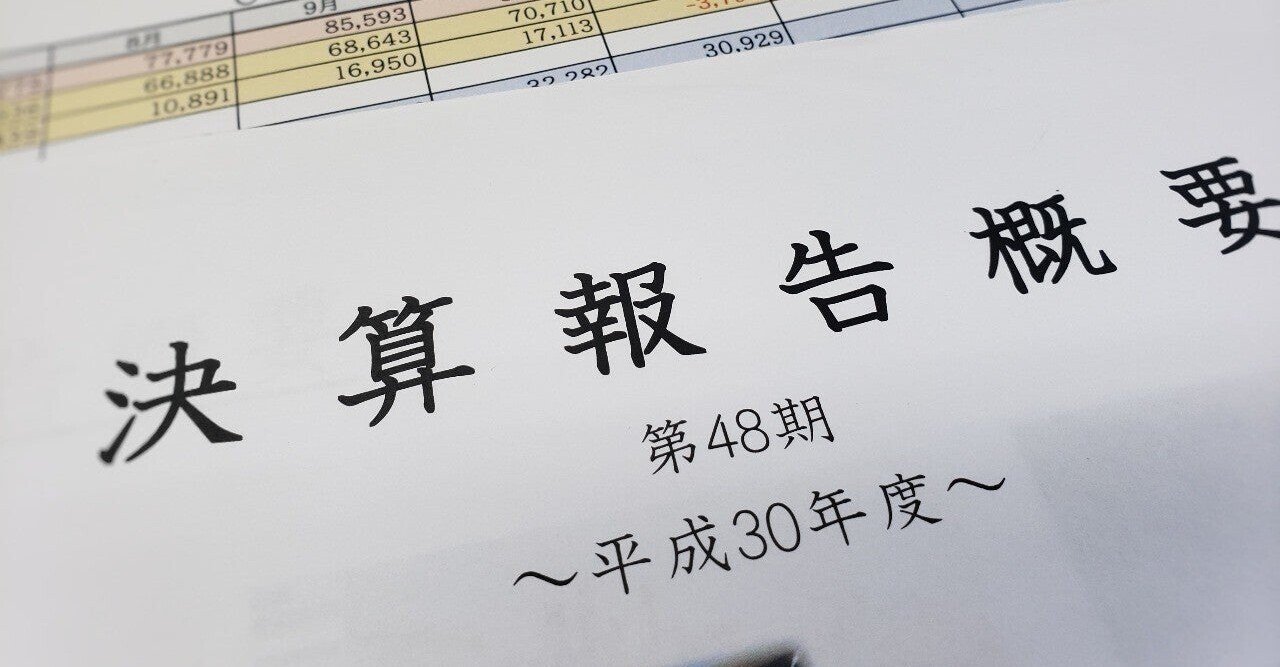 8月 9月
77,779 85,593
66,888 68,643 70,710
10,891 16,950 17,113
32,282 30,929
決算報告概要
第48期
～平成30年度～